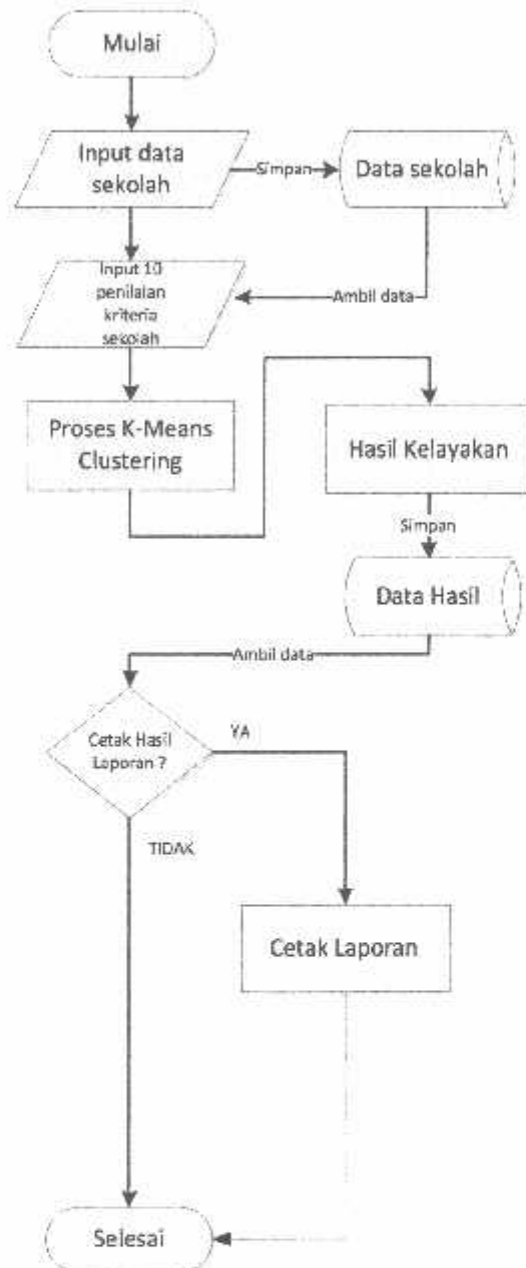 Mulai
Input data
sekolah
Simpan
Data sekolah
Input 10
penilaian
kriteria
sekolah
Ambil data
Proses K-Means
Clustering
Hasil Kelayakan
Simpan
Data Hasil
Ambil data
Cetak Hasil
Laporan ?
YA
TIDAK
Cetak Laporan
Selesai